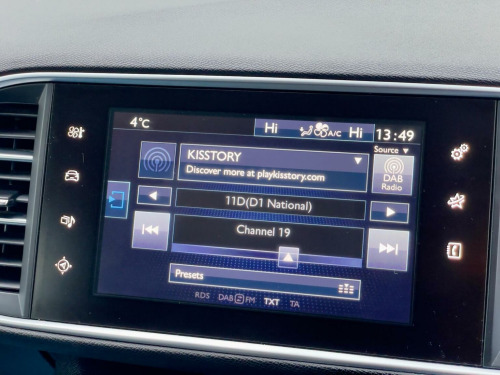 4°C
Hi A/C Hi 13:49
Source
KISSTORY
Discover more at playkisstory.com
DAB
Radio
11D(D1 National)
Channel 19
Presets
RDS DAB FM TXT TA